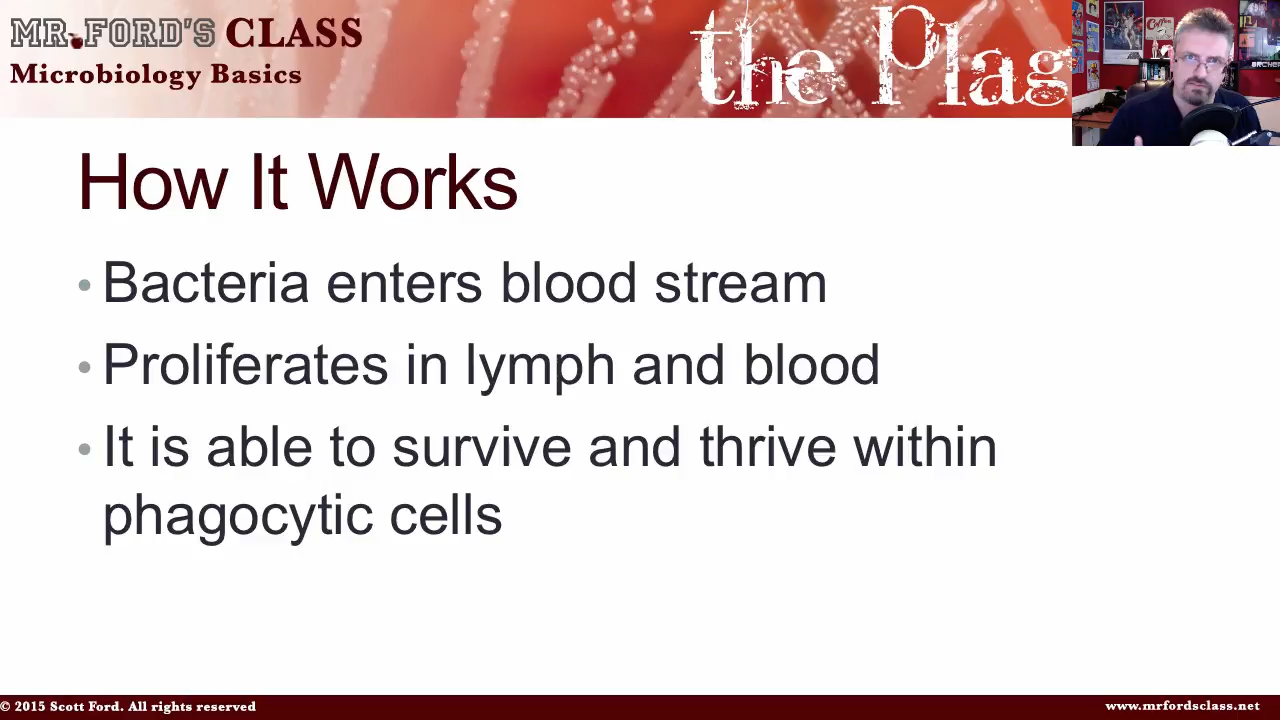 MR. FORD'S CLASS
Microbiology Basics
the Plag
How It Works
• Bacteria enters blood stream
• Proliferates in lymph and blood
• It is able to survive and thrive within
phagocytic cells
© 2015 Scott Ford. All rights reserved
www.mrfordsclass.net